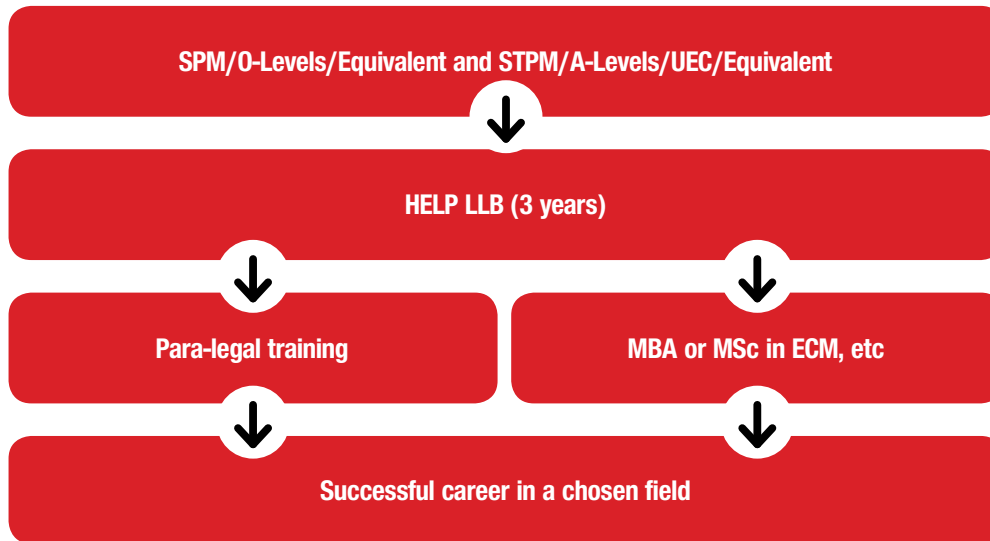 SPM/O-Levels/Equivalent and STPM/A-Levels/UEC/Equivalent
HELP LLB (3 years)
Para-legal training
MBA or MSc in ECM, etc
Successful career in a chosen field